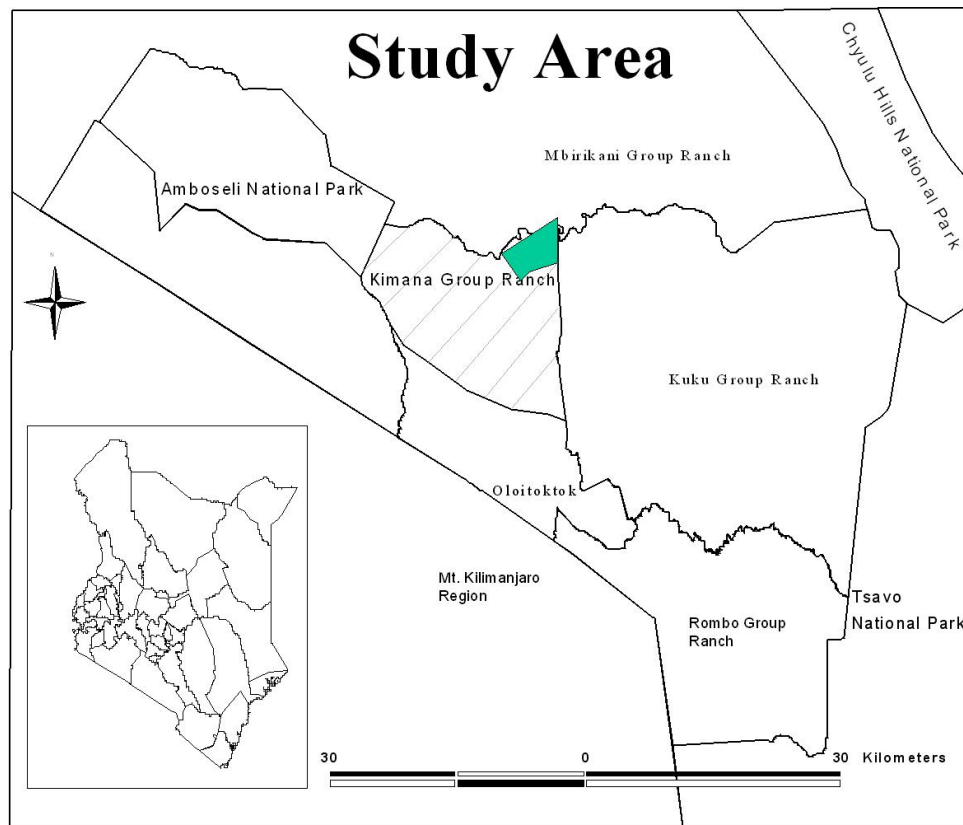 Study Area
Chyulu Hills National Park
Mbirikani Group Ranch
Amboseli National Park
Kimana Group Ranch
N
Kuku Group Ranch
Oloitoktok
Mt. Kilimanjaro
Region
Tsavo
National Park
Rombo Group
Ranch
30 0 30 Kilometers